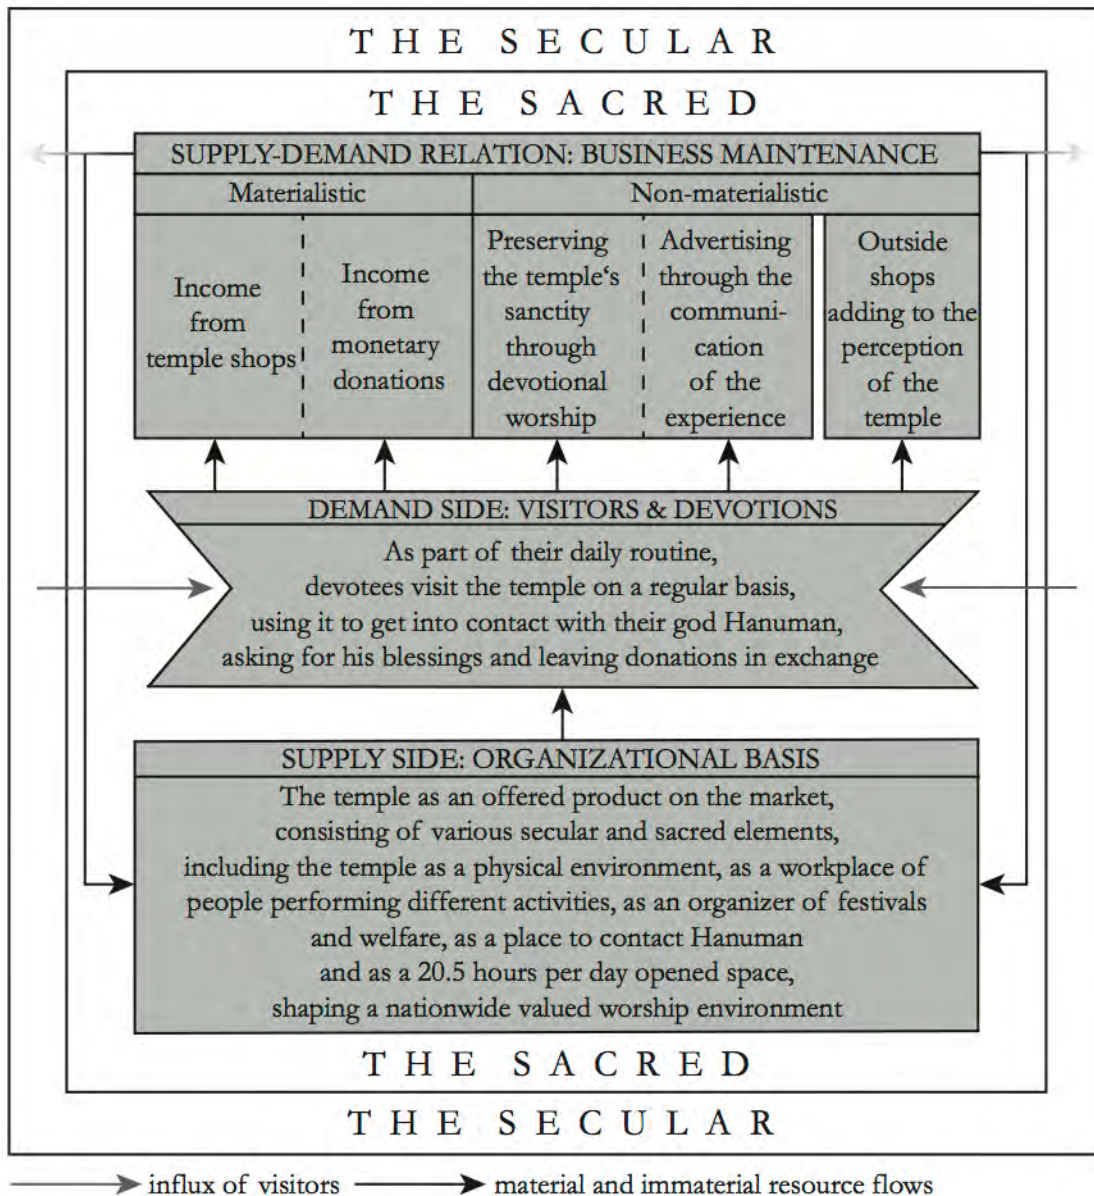 THE SECULAR
THE SACRED
SUPPLY-DEMAND RELATION: BUSINESS MAINTENANCE
Materialistic
Non-materialistic
Income
from
temple shops
Income
from
monetary
donations
Preserving
the temple‘s
sanctity
through
devotional
worship
Advertising
through the
communi-
cation
of the
experience
Outside
shops
adding to the
perception
of the
temple
DEMAND SIDE: VISITORS & DEVOTIONS
As part of their daily routine,
devotees visit the temple on a regular basis,
using it to get into contact with their god Hanuman,
asking for his blessings and leaving donations in exchange
SUPPLY SIDE: ORGANIZATIONAL BASIS
The temple as an offered product on the market,
consisting of various secular and sacred elements,
including the temple as a physical environment, as a workplace of
people performing different activities, as an organizer of festivals
and welfare, as a place to contact Hanuman
and as a 20.5 hours per day opened space,
shaping a nationwide valued worship environment
THE SACRED
THE SECULAR
influx of visitors
material and immaterial resource flows